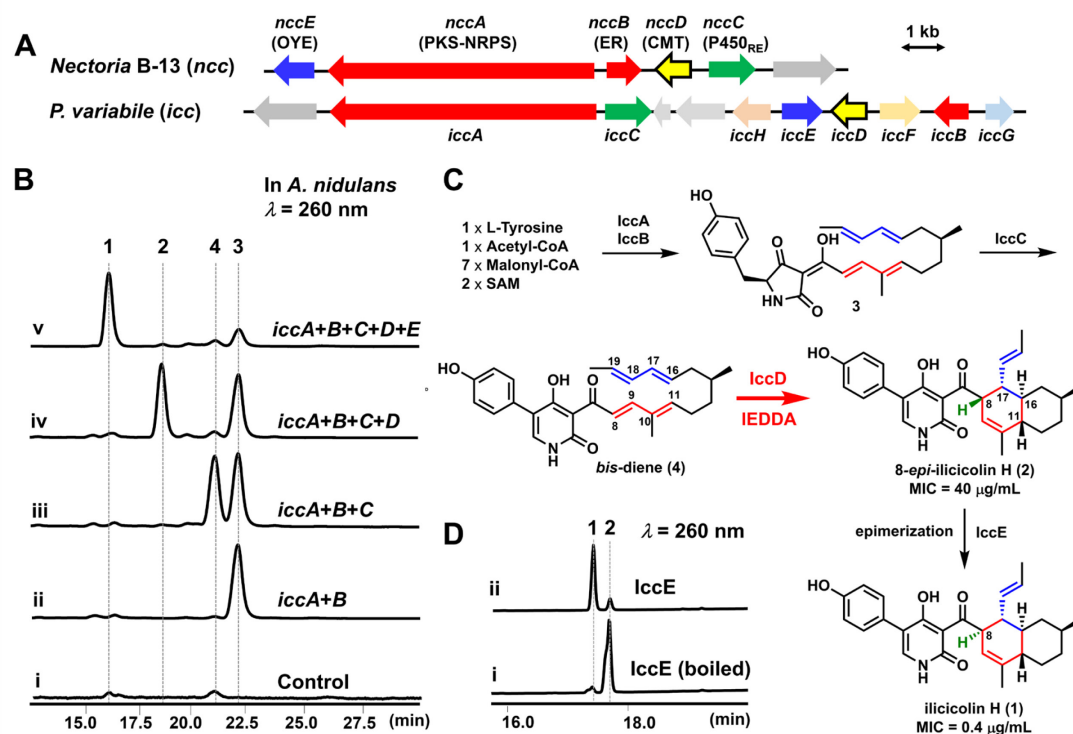 A
nccE nccA nccB nccD nccC
(OYE) (PKS-NRPS) (ER) (CMT) (P450RE)
1 kb
Nectoria B-13 (ncc)
P. variabile (icc)
iccA iccC iccH iccE iccD iccF iccB iccG
B
In A. nidulans
λ = 260 nm
1 2 4 3
v iccA+B+C+D+E
iv iccA+B+C+D
iii iccA+B+C
ii iccA+B
i Control
15.0 17.5 20.0 22.5 25.0 27.5 (min)
C
1 x L-Tyrosine
1 x Acetyl-CoA
7 x Malonyl-CoA
2 x SAM
IccA
IccB
HO
O
OH
HN
O
3
IccC
HO
OH
O
N
H
O
19
18
17
16
9
8
10
11
bis-diene (4)
IccD
IEDDA
HO
OH
O
N
H
O
H
8
17
H
16
11
H
8-epi-ilicicolin H (2)
MIC = 40 μg/mL
epimerization IccE
HO
OH
O
N
H
O
H
8
H
H
ilicicolin H (1)
MIC = 0.4 μg/mL
D
1 2 λ = 260 nm
ii IccE
i IccE (boiled)
16.0 18.0 (min)